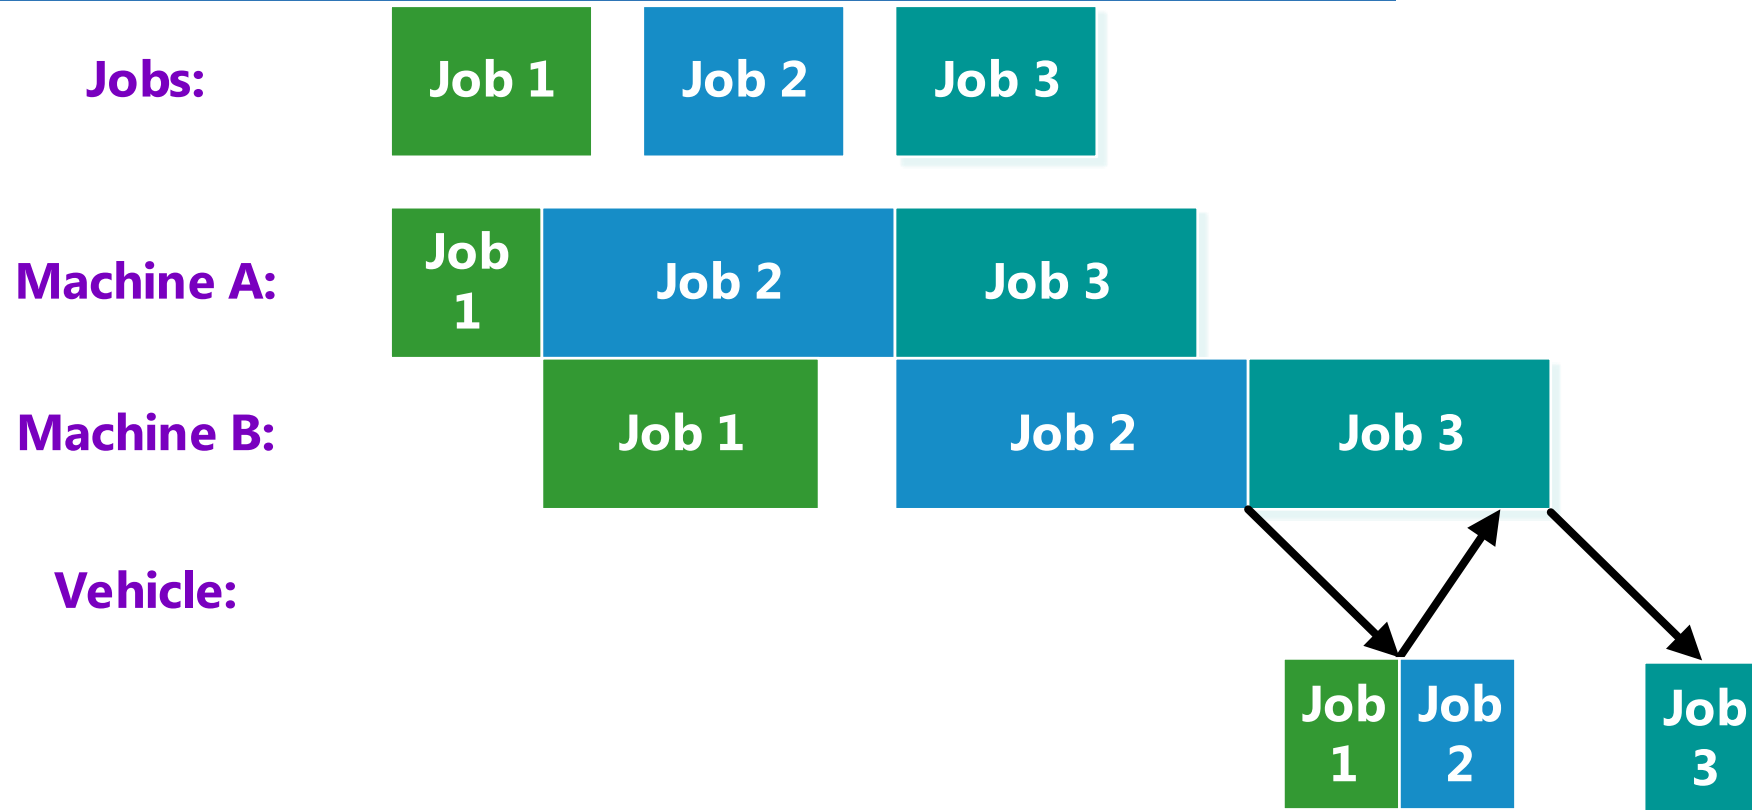 Jobs:
Job 1
Job 2
Job 3
Machine A:
Job
1
Job 2
Job 3
Machine B:
Job 1
Job 2
Job 3
Vehicle:
Job
1
Job
2
Job
3